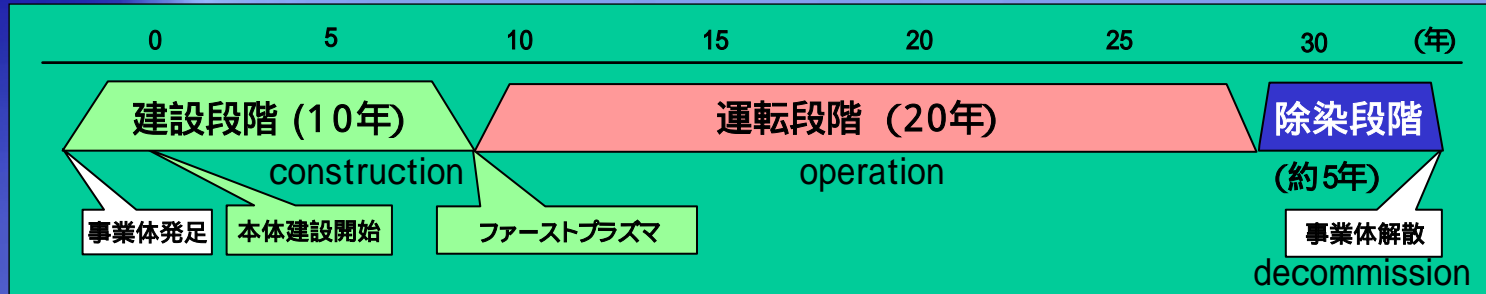 0 5 10 15 20 25 30 (年)
建設段階 (10年) 運転段階 (20年) 除染段階
construction operation (約5年)
事業体発足 本体建設開始 ファーストプラズマ 事業体解散
decommission